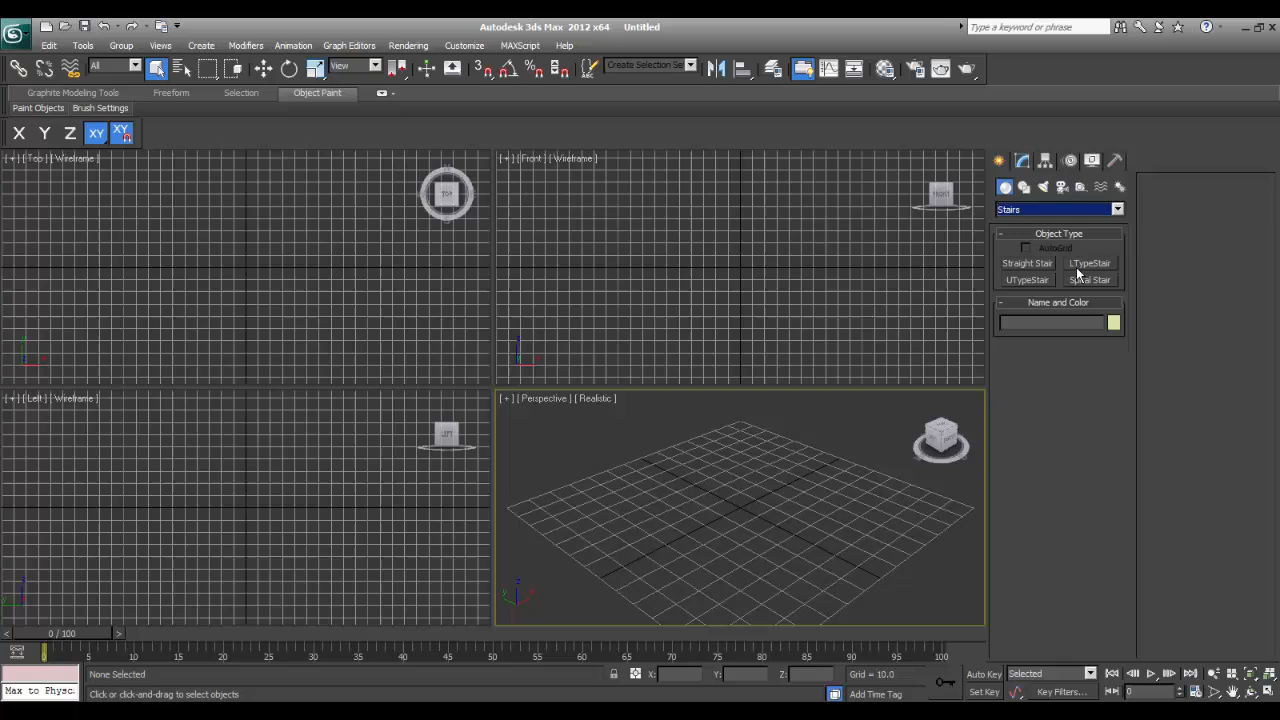 Autodesk 3ds Max 2012 x64 Untitled
Type a keyword or phrase
Edit Tools Group Views Create Modifiers Animation Graph Editors Rendering Customize MAXScript Help
All View Create Selection Se
Graphite Modeling Tools Freeform Selection Object Paint
Paint Objects Brush Settings
X Y Z XY XY
[ + ] [ Top ] [ Wireframe ]
TOP
[ + ] [ Front ] [ Wireframe ]
FRONT
Stairs
Object Type
AutoGrid
Straight Stair LTypeStair
UTypeStair Spiral Stair
Name and Color
[ + ] [ Left ] [ Wireframe ]
LEFT
[ + ] [ Perspective ] [ Realistic ]
< 0 / 100 >
0 5 10 15 20 25 30 35 40 45 50 55 60 65 70 75 80 85 90 95 100
None Selected X: Y: Z: Grid = 10.0 Auto Key Selected
Max to Physc. Click or click-and-drag to select objects Add Time Tag Set Key Key Filters... 0